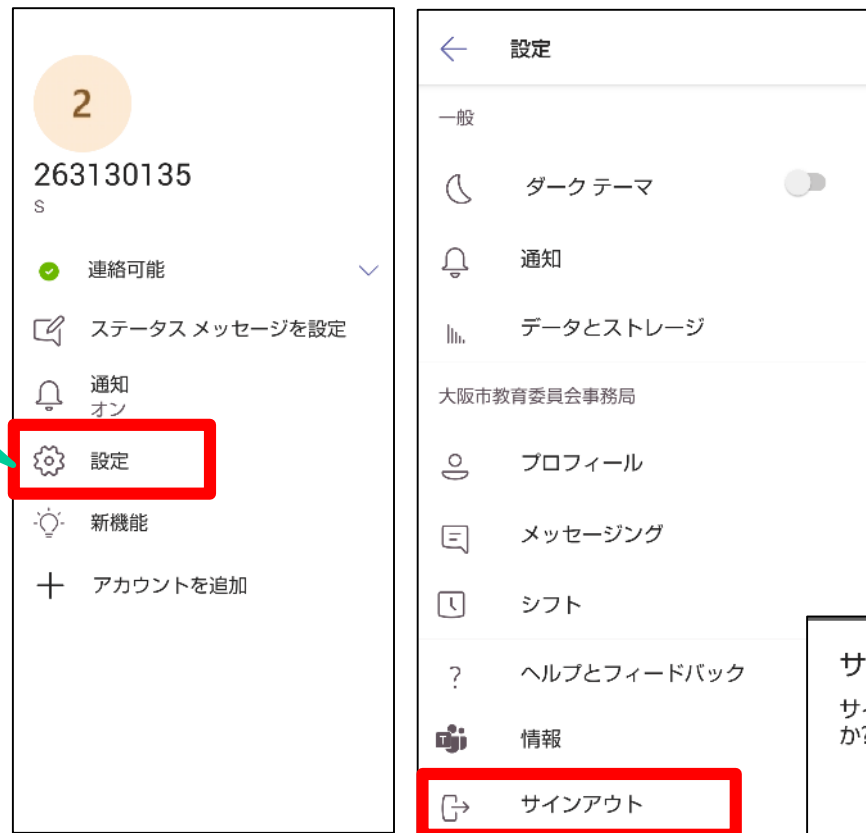 2
263130135
S
連絡可能
ステータス メッセージを設定
通知
オン
設定
新機能
アカウントを追加
設定
一般
ダーク テーマ
通知
データとストレージ
大阪市教育委員会事務局
プロフィール
メッセージング
シフト
? ヘルプとフィードバック
情報
サインアウト
サ
サイ
か?